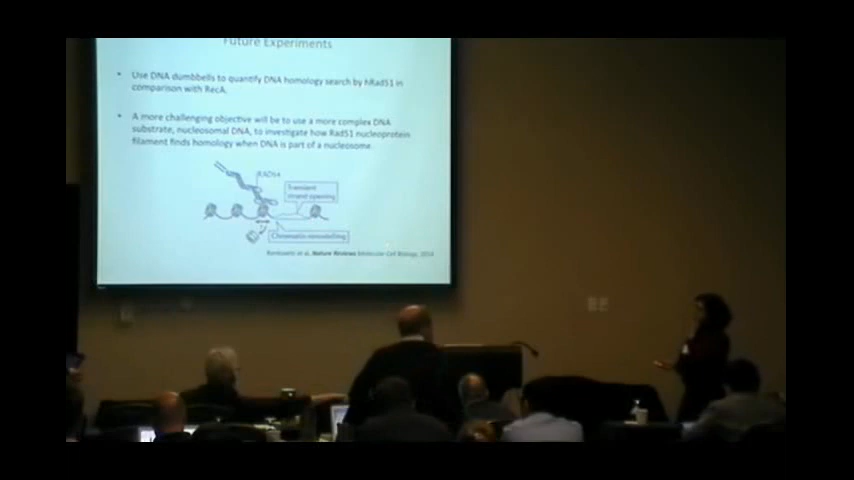 Future Experiments
• Use DNA dumbbells to quantify DNA homology search by hRad51 in
comparison with RecA.
• A more challenging objective will be to use a more complex DNA
substrate, nucleosomal DNA, to investigate how Rad51 nucleoprotein
filament finds homology when DNA is part of a nucleosome.
RAD54
Transient
strand opening
Chromatin remodelling
et al, Nature Reviews Molecular Cell Biology, 2014